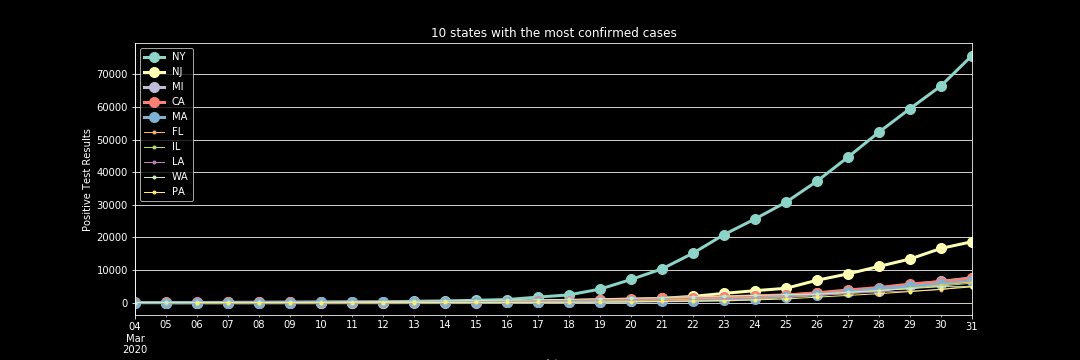 10 states with the most confirmed cases
Positive Test Results
70000
60000
50000
40000
30000
20000
10000
0
NY
NJ
MI
CA
MA
FL
IL
LA
WA
PA
04 05 06 07 08 09 10 11 12 13 14 15 16 17 18 19 20 21 22 23 24 25 26 27 28 29 30 31
Mar
2020